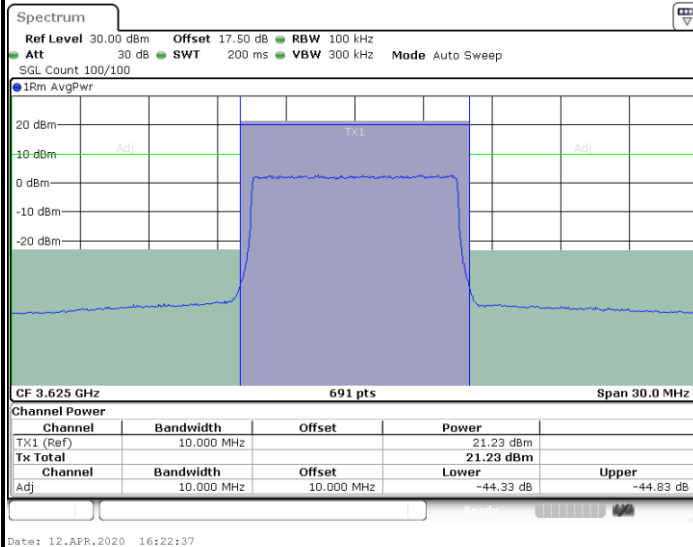 Spectrum
Ref Level 30.00 dBm Offset 17.50 dB RBW 100 kHz
Att 30 dB SWT 200 ms VBW 300 kHz Mode Auto Sweep
SGL Count 100/100
1Rm AvgPwr
20 dBm
TX1
Adj Adj
10 dBm
0 dBm
-10 dBm
-20 dBm
CF 3.625 GHz 691 pts Span 30.0 MHz
Channel Power
Channel Bandwidth Offset Power
TX1 (Ref) 10.000 MHz 21.23 dBm
Tx Total 21.23 dBm
Channel Bandwidth Offset Lower Upper
Adj 10.000 MHz 10.000 MHz -44.33 dB -44.83 dB
Ready
Date: 12.APR.2020 16:22:37